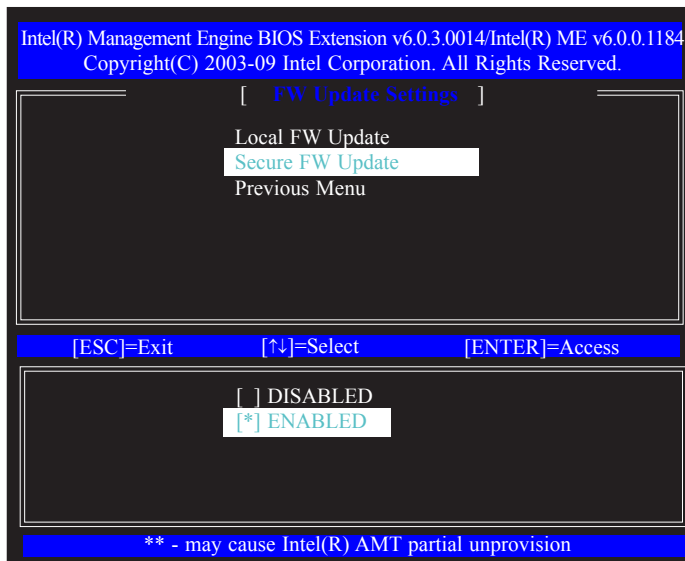 Intel(R) Management Engine BIOS Extension v6.0.3.0014/Intel(R) ME v6.0.0.1184
Copyright(C) 2003-09 Intel Corporation. All Rights Reserved.
[ FW Update Settings ]
Local FW Update
Secure FW Update
Previous Menu
[ESC]=Exit [↑↓]=Select [ENTER]=Access
[ ] DISABLED
[*] ENABLED
** - may cause Intel(R) AMT partial unprovision